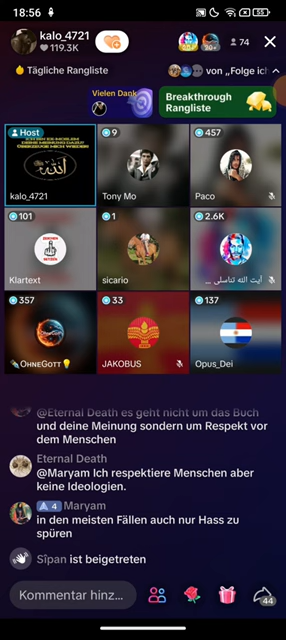 18:56
55
kalo_4721
119.3K
20+
74
Tägliche Rangliste
von „Folge ich
Vielen Dank
Breakthrough
Rangliste
Host
9
457
kalo_4721
Tony Mo
Paco
101
1
2.6K
Klartext
sicario
357
33
137
OHNEGOTT
JAKOBUS
Opus_Dei
@Eternal Death es geht nicht um das Buch
und deine Meinung sondern um Respekt vor
dem Menschen
Eternal Death
@Maryam Ich respektiere Menschen aber
keine Ideologien.
4 Maryam
in den meisten Fällen auch nur Hass zu
spüren
Sîpan ist beigetreten
Kommentar hinz...
44